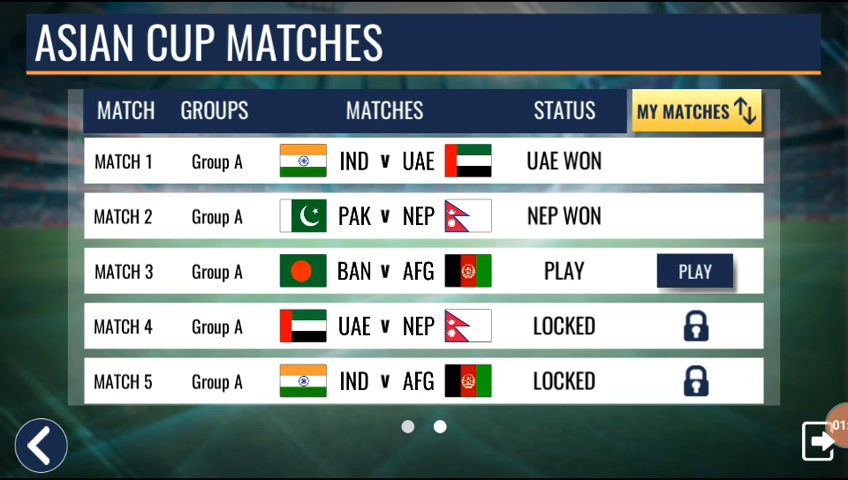 ASIAN CUP MATCHES
MATCH GROUPS MATCHES STATUS MY MATCHES
MATCH 1 Group A IND v UAE UAE WON
MATCH 2 Group A PAK v NEP NEP WON
MATCH 3 Group A BAN v AFG PLAY PLAY
MATCH 4 Group A UAE v NEP LOCKED
MATCH 5 Group A IND v AFG LOCKED